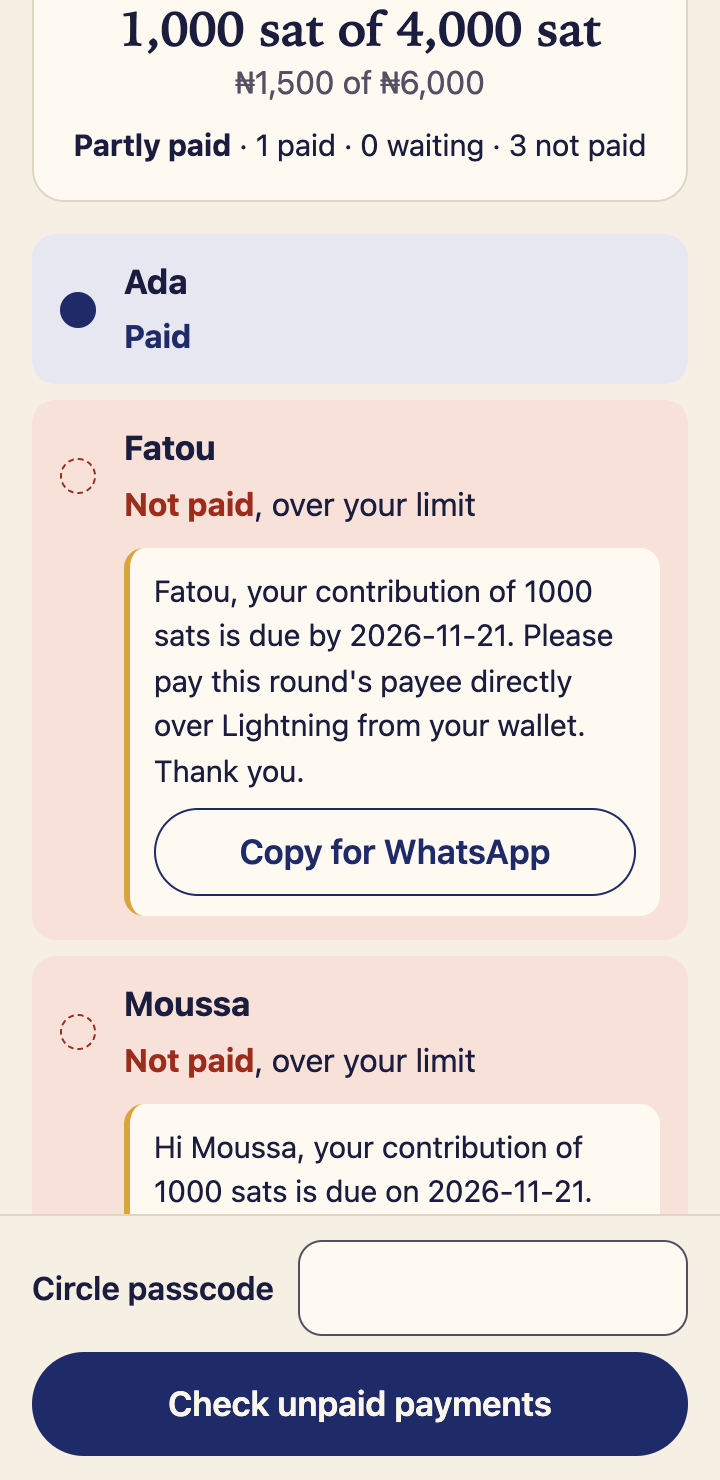 1,000 sat of 4,000 sat
₦1,500 of ₦6,000
Partly paid · 1 paid · 0 waiting · 3 not paid
Ada
Paid
Fatou
Not paid, over your limit
Fatou, your contribution of 1000
sats is due by 2026-11-21. Please
pay this round's payee directly
over Lightning from your wallet.
Thank you.
Copy for WhatsApp
Moussa
Not paid, over your limit
Hi Moussa, your contribution of
1000 sats is due on 2026-11-21.
Circle passcode
Check unpaid payments